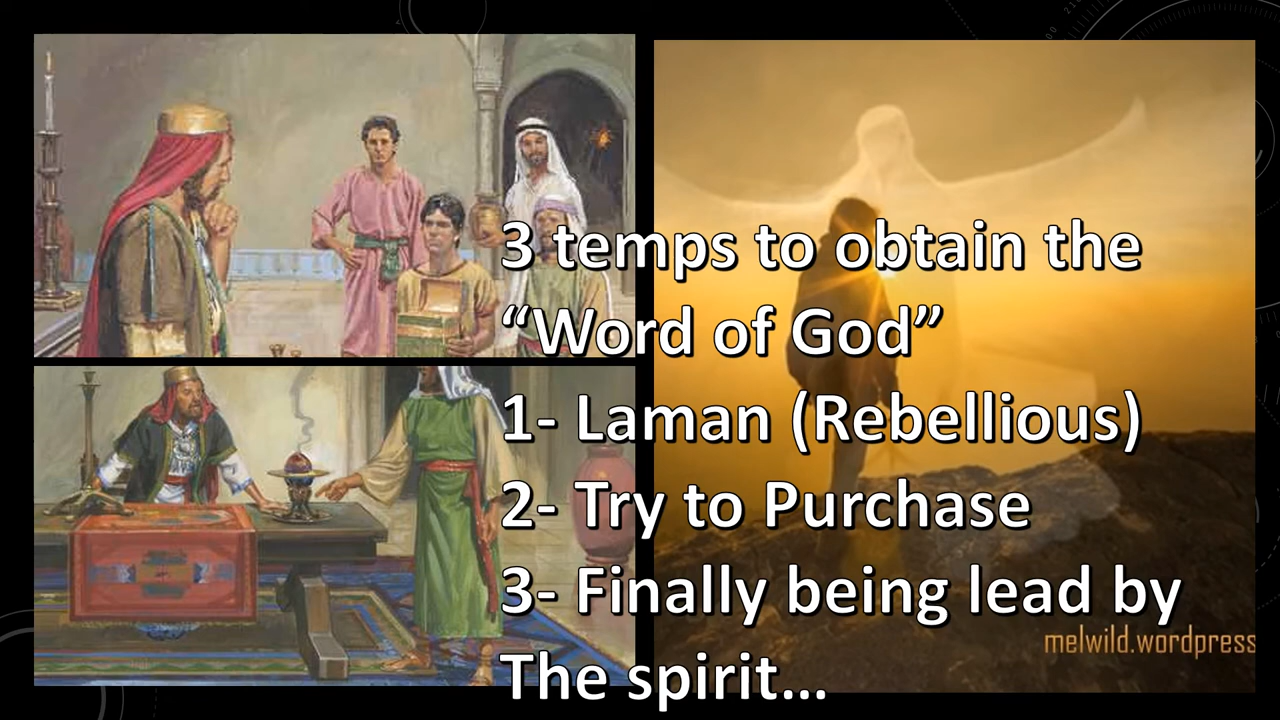 3 temps to obtain the
“Word of God”
1- Laman (Rebellious)
2- Try to Purchase
3- Finally being lead by
The spirit...
melwild.wordpress